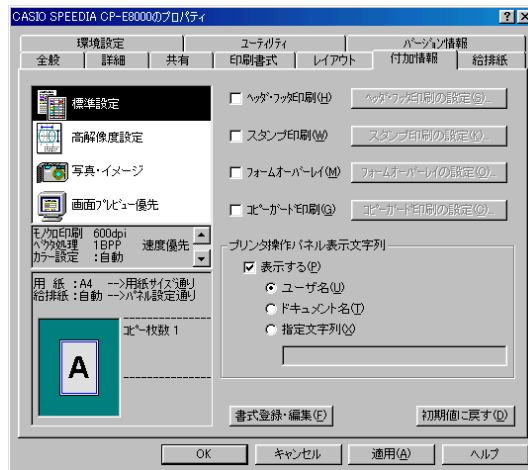 CASIO SPEEDIA CP-E8000のプロパティ
環境設定 ユーティリティ バージョン情報
全般 詳細 共有 印刷書式 レイアウト 付加情報 給排紙
標準設定
高解像度設定
写真・イメージ
画面プレビュー優先
モノクロ印刷 600dpi
ベクタ処理 1BPP 速度優先
カラー設定 :自動
用 紙 :A4 -->用紙サイズ通り
給排紙:自動 -->パネル設定通り
コピー枚数 1
A
ヘッダ・フッタ印刷(H) ヘッダ・フッタ印刷の設定(S)...
スタンプ印刷(W) スタンプ印刷の設定(K)...
フォームオーバーレイ(M) フォームオーバーレイの設定(O)...
コピーガード印刷(G) コピーガード印刷の設定(C)...
プリンタ操作パネル表示文字列
表示する(P)
ユーザ名(U)
ドキュメント名(T)
指定文字列(X)
書式登録・編集(F) 初期値に戻す(D)
OK キャンセル 適用(A) ヘルプ